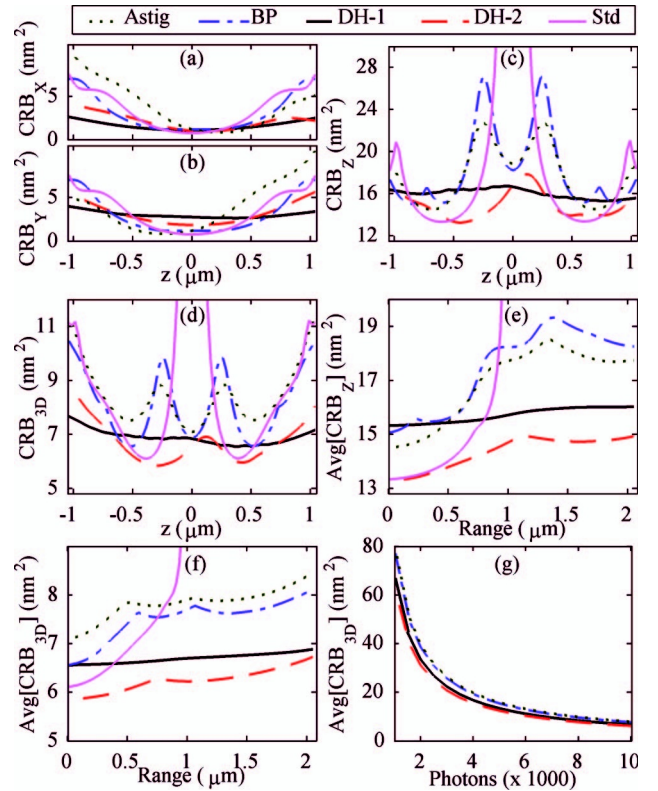 Astig BP DH-1 DH-2 Std
(a)
CRB_X (nm ²)
5
0
(b)
CRB_Y (nm ²)
5
0
-1 -0.5 0 0.5 1
z (μm)
(c)
CRB_Z (nm ²)
28
24
20
16
12
-1 -0.5 0 0.5 1
z (μm)
(d)
CRB_3D (nm ²)
11
9
7
5
-1 -0.5 0 0.5 1
z (μm)
(e)
Avg[CRB_Z] (nm ²)
19
17
15
13
0 0.5 1 1.5 2
Range ( μm)
(f)
Avg[CRB_3D] (nm ²)
8
7
6
5
0 0.5 1 1.5 2
Range ( μm)
(g)
Avg[CRB_3D] (nm ²)
80
60
40
20
0
2 4 6 8 10
Photons (x 1000)